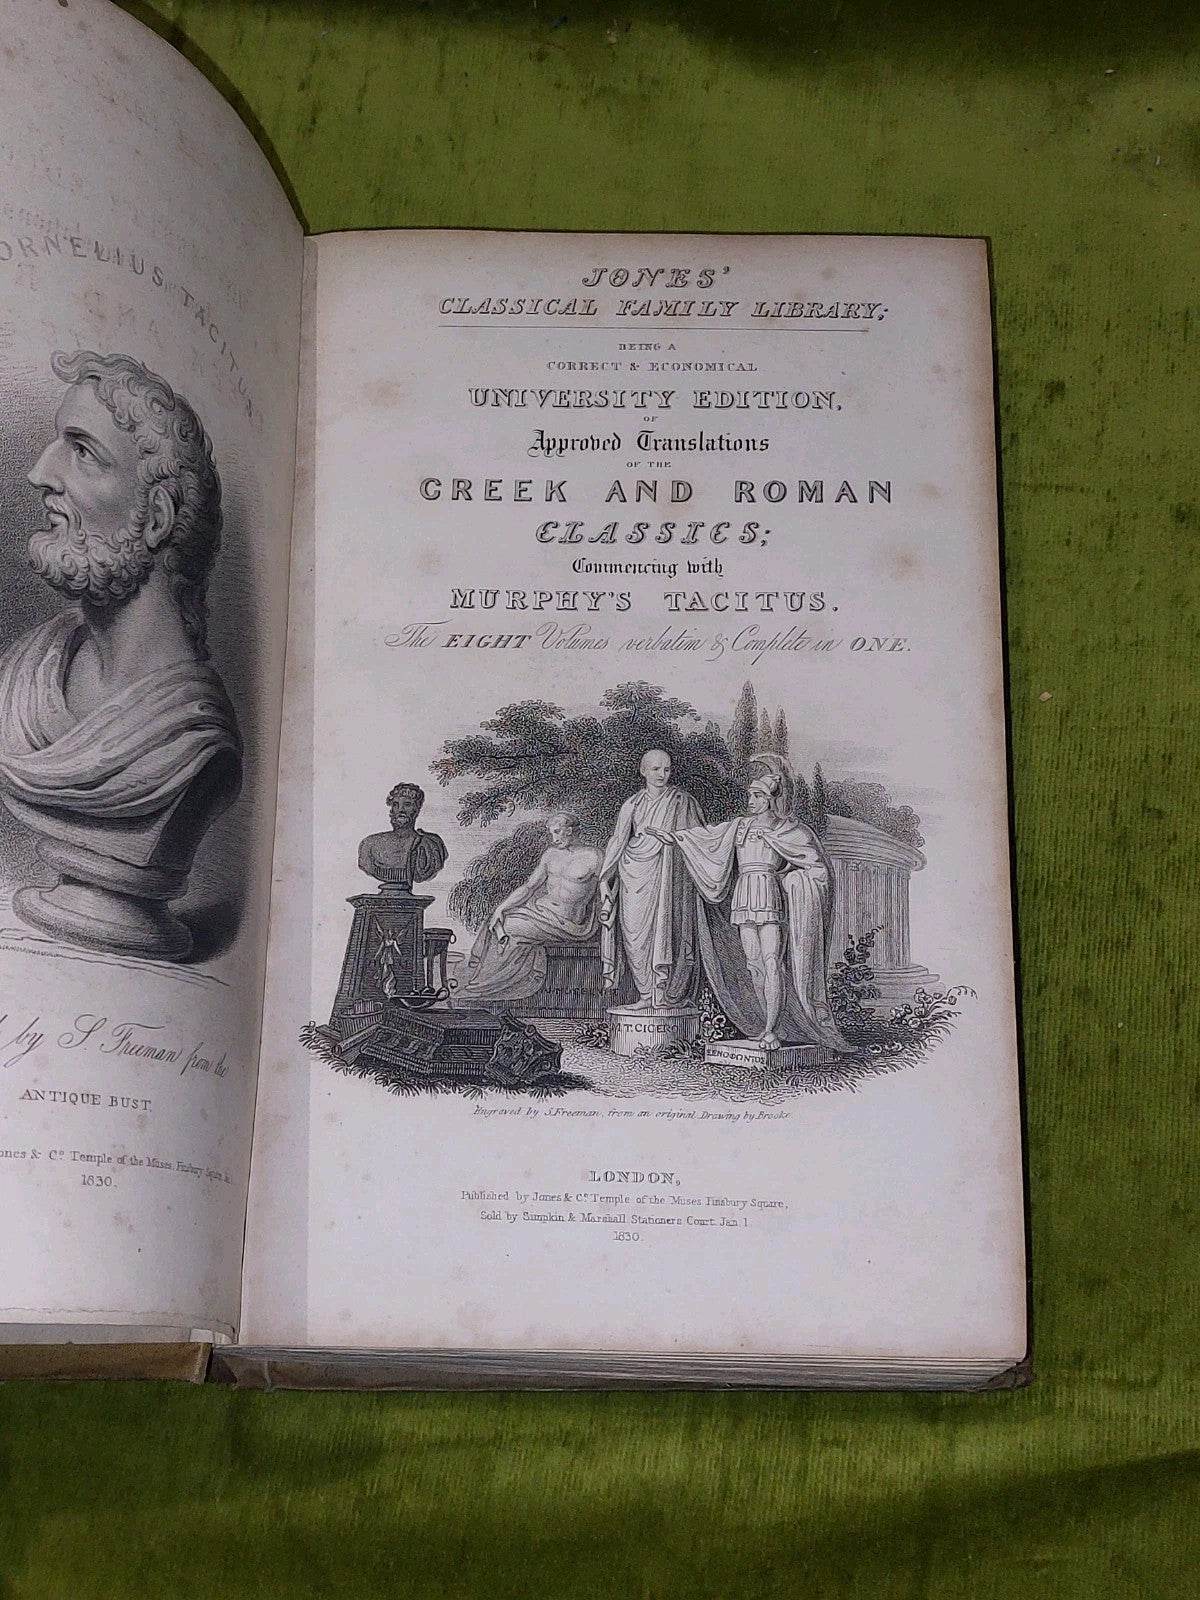 CORNELIUS TACITUS
by S. Freeman from the
ANTIQUE BUST.
Jones & Co. Temple of the Muses, Finsbury Square
1830.
JONES'
CLASSICAL FAMILY LIBRARY;
BEING A
CORRECT & ECONOMICAL
UNIVERSITY EDITION,
OF
Approved Translations
OF THE
GREEK AND ROMAN
CLASSICS;
Commencing with
MURPHY'S TACITUS.
The EIGHT Volumes verbatim & Complete in ONE.
M.T. CICERO
ΞΕΝΟΦΩΝΤΟΣ
Engraved by S. Freeman, from an original Drawing by Brooke.
LONDON,
Published by Jones & Co. Temple of the Muses Finsbury Square,
Sold by Simpkin & Marshall Stationers Court. Jan 1
1830.